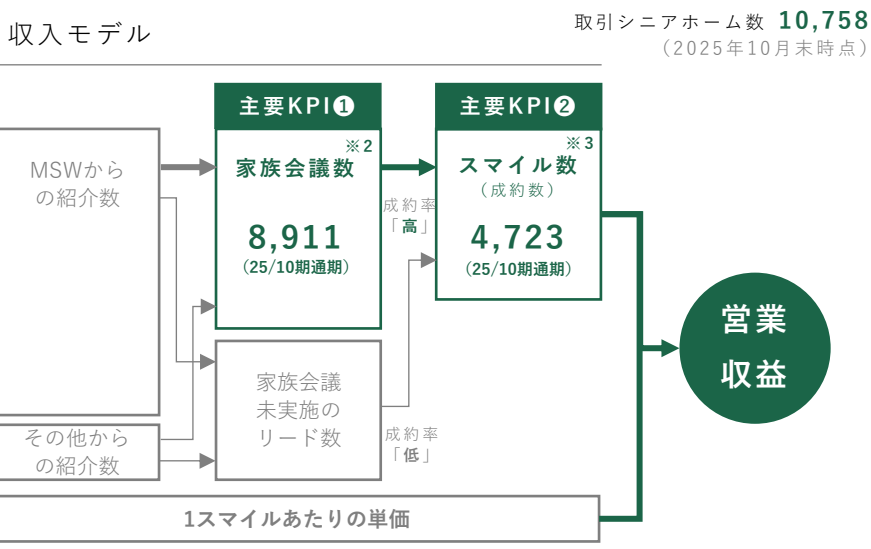 収入モデル
取引シニアホーム数 10,758
（2025年10月末時点）
主要KPI❶
主要KPI❷
MSWから
の紹介数
※2
家族会議数
8,911
（25/10期通期）
成約率
「高」
※3
スマイル数
（成約数）
4,723
（25/10期通期）
営業
収益
家族会議
未実施の
リード数
成約率
「低」
その他から
の紹介数
1スマイルあたりの単価